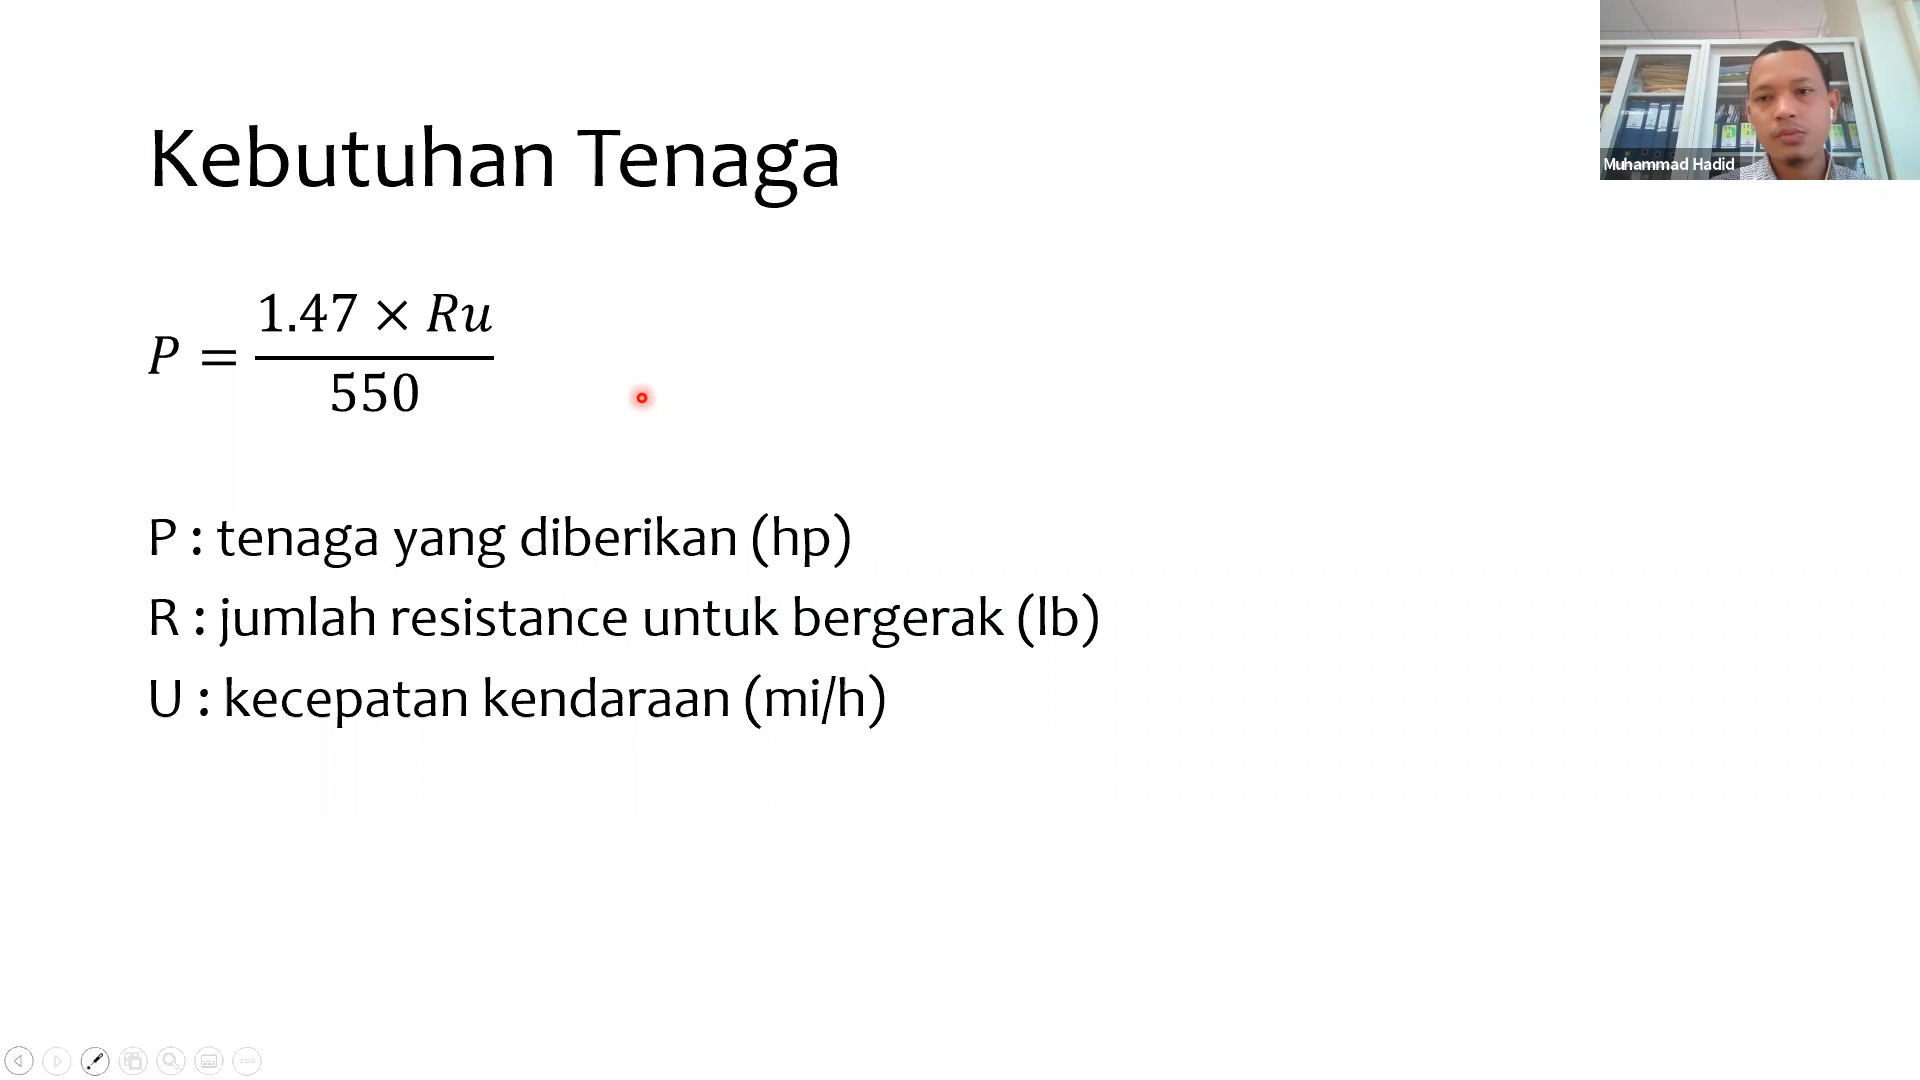 Kebutuhan Tenaga
Muhammad Hadid
P = \frac{1.47 × Ru}{550}
P : tenaga yang diberikan (hp)
R : jumlah resistance untuk bergerak (lb)
U : kecepatan kendaraan (mi/h)